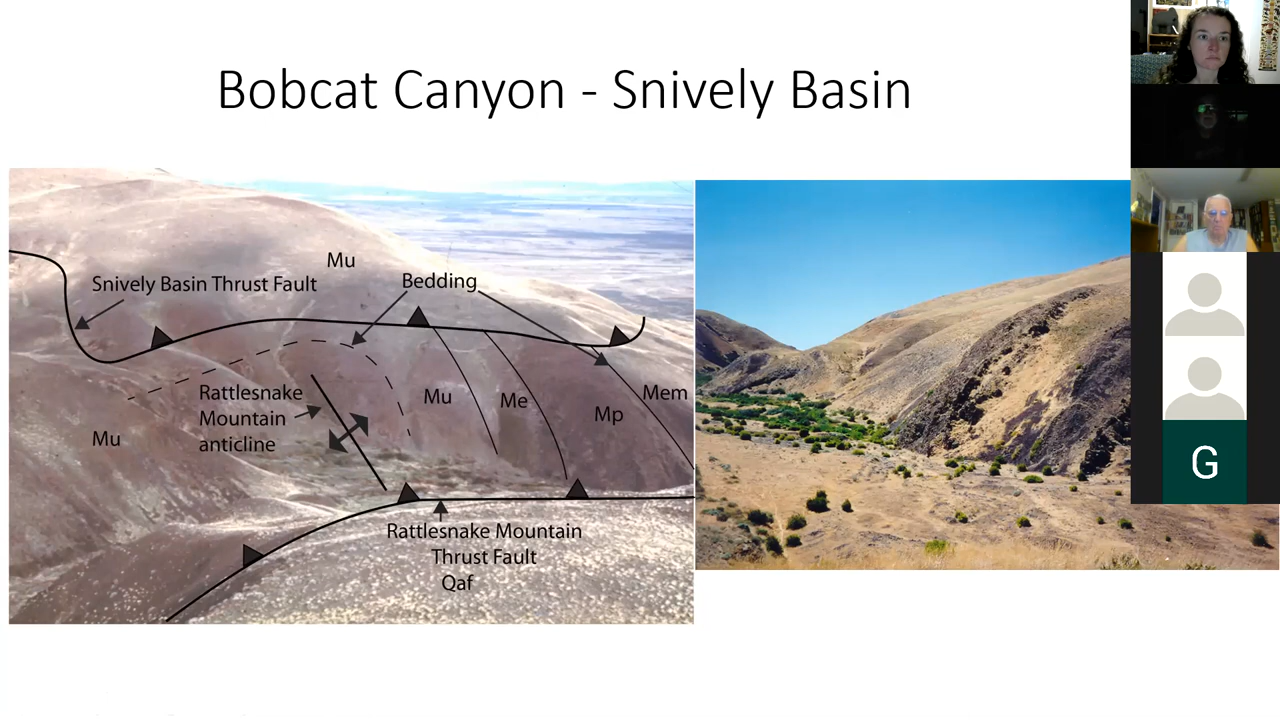 Bobcat Canyon - Snively Basin
Mu
Snively Basin Thrust Fault
Bedding
Rattlesnake
Mountain
anticline
Mu
Me
Mp
Mem
Mu
Rattlesnake Mountain
Thrust Fault
Qaf
G